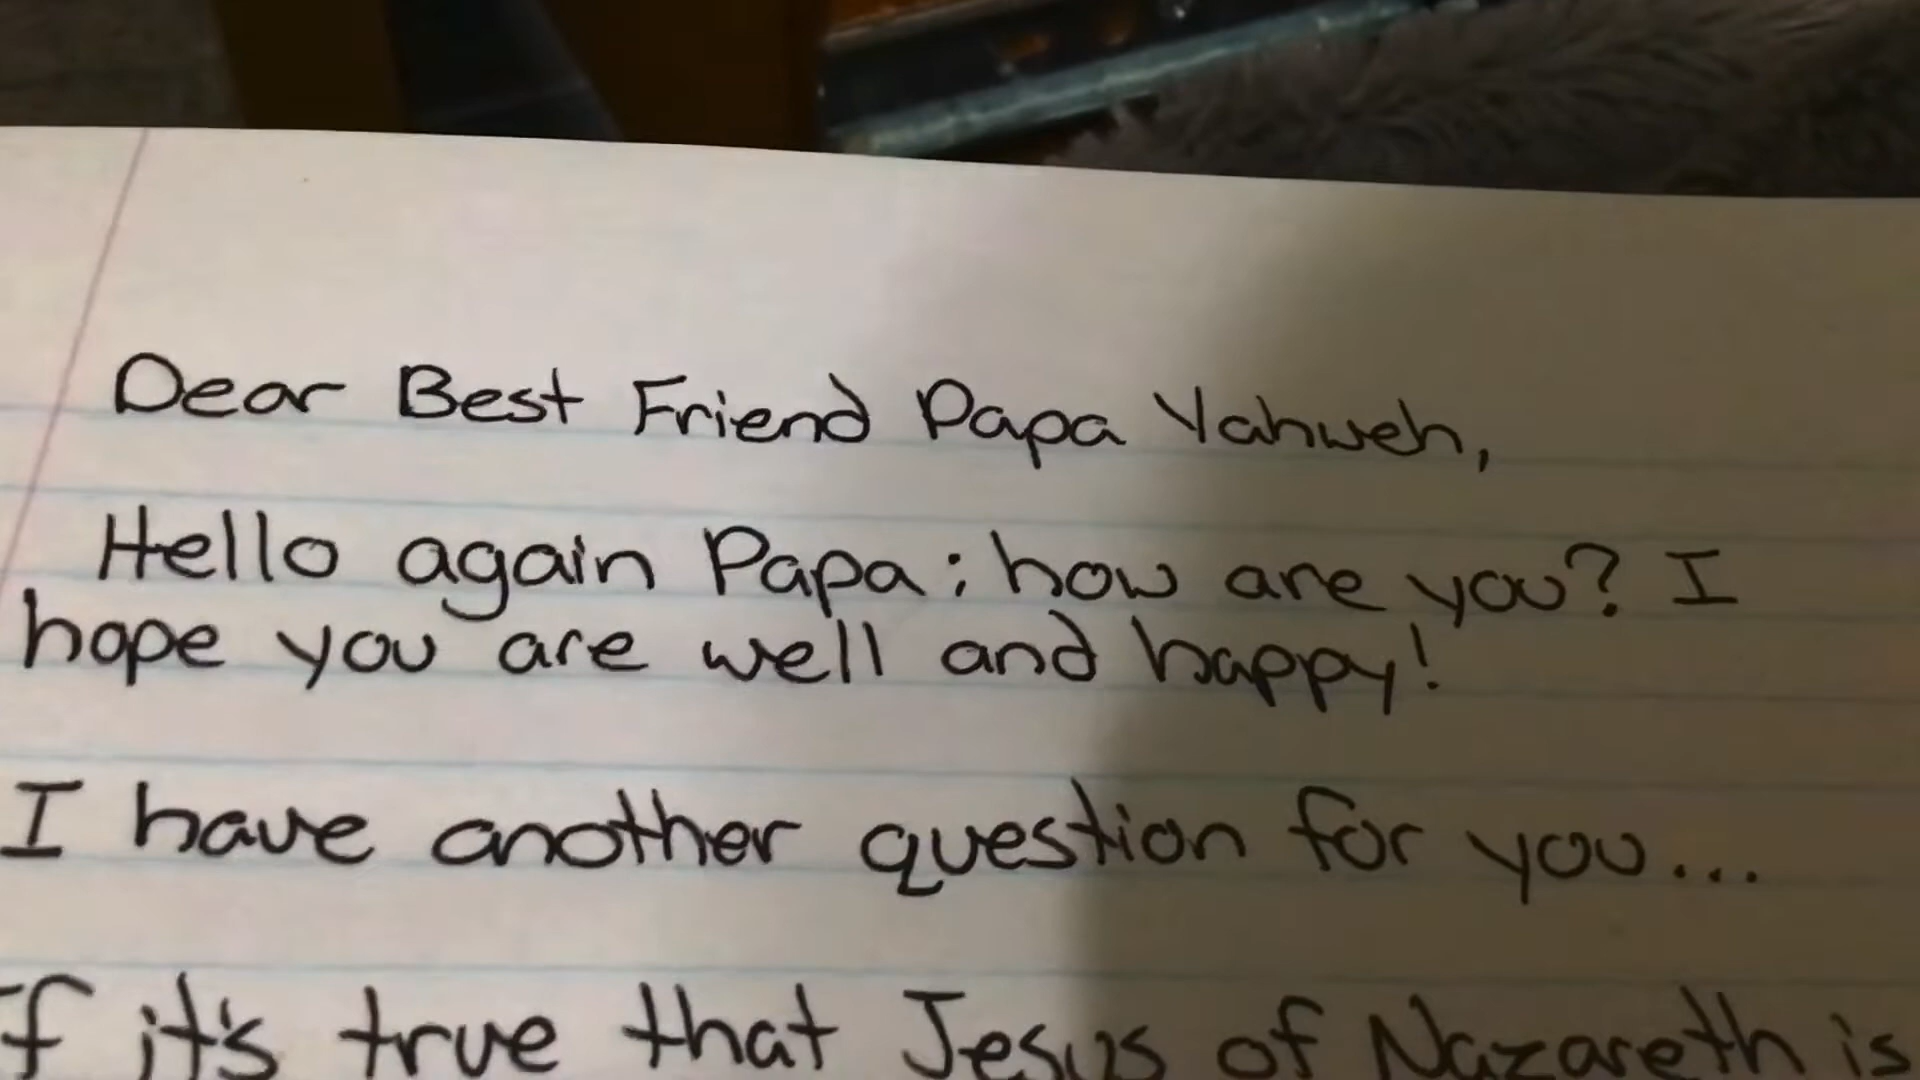 Dear Best Friend Papa Yahweh,
Hello again Papa; how are you? I
hope you are well and happy!
I have another question for you...
If it's true that Jesus of Nazareth is